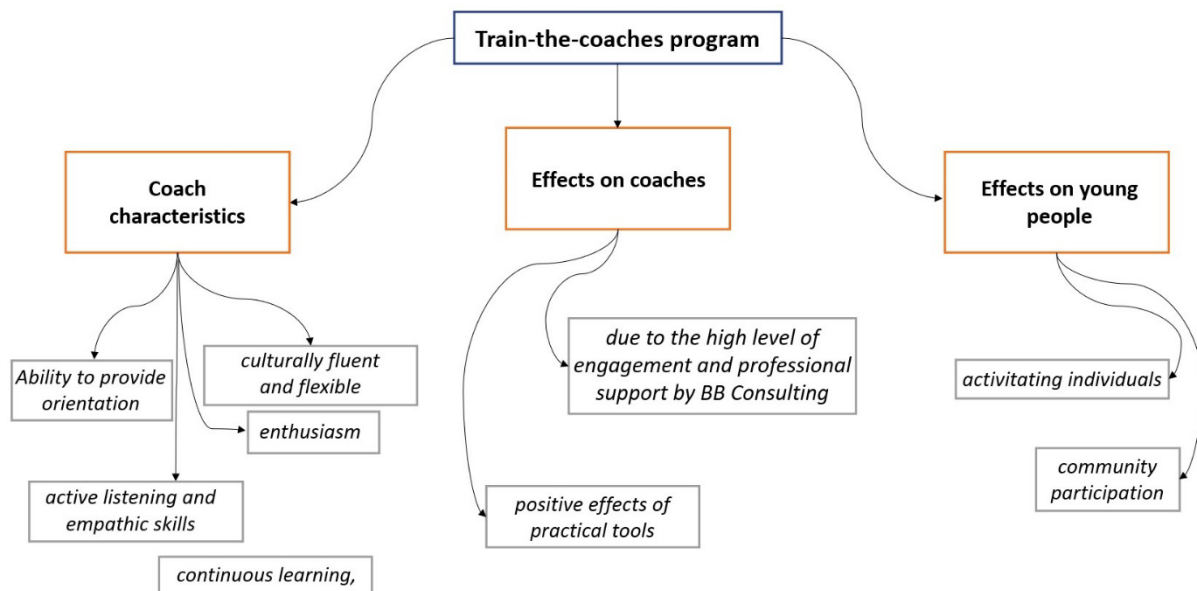 Train-the-coaches program
Coach
characteristics
Effects on coaches
Effects on young
people
Ability to provide
orientation
culturally fluent
and flexible
enthusiasm
active listening and
empathic skills
continuous learning,
due to the high level of
engagement and professional
support by BB Consulting
positive effects of
practical tools
activitating individuals
community
participation